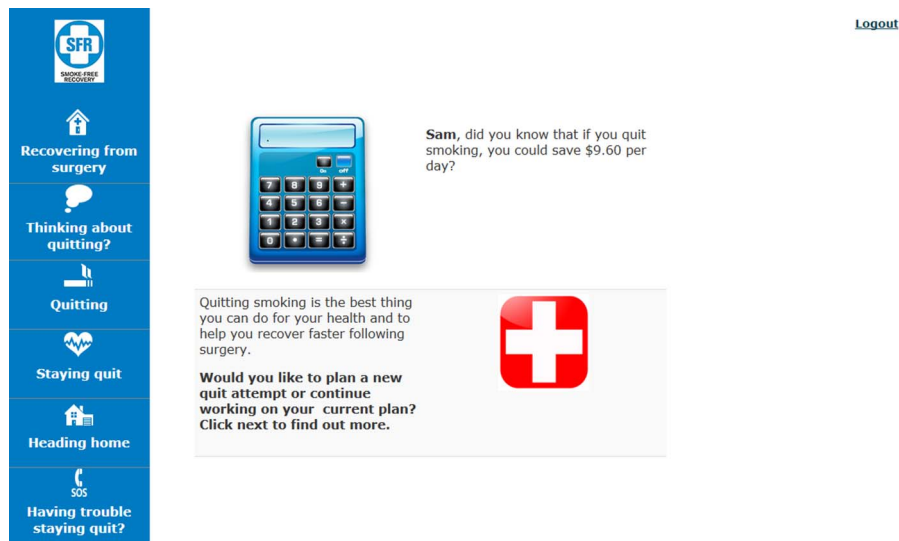 Logout
SFR
SMOKE-FREE
RECOVERY
Recovering from
surgery
Thinking about
quitting?
Quitting
Staying quit
Heading home
SOS
Having trouble
staying quit?
On off
7 8 9 +
4 5 6 −
1 2 3 ×
0 • = ÷
Sam, did you know that if you quit
smoking, you could save $9.60 per
day?
Quitting smoking is the best thing
you can do for your health and to
help you recover faster following
surgery.
Would you like to plan a new
quit attempt or continue
working on your current plan?
Click next to find out more.